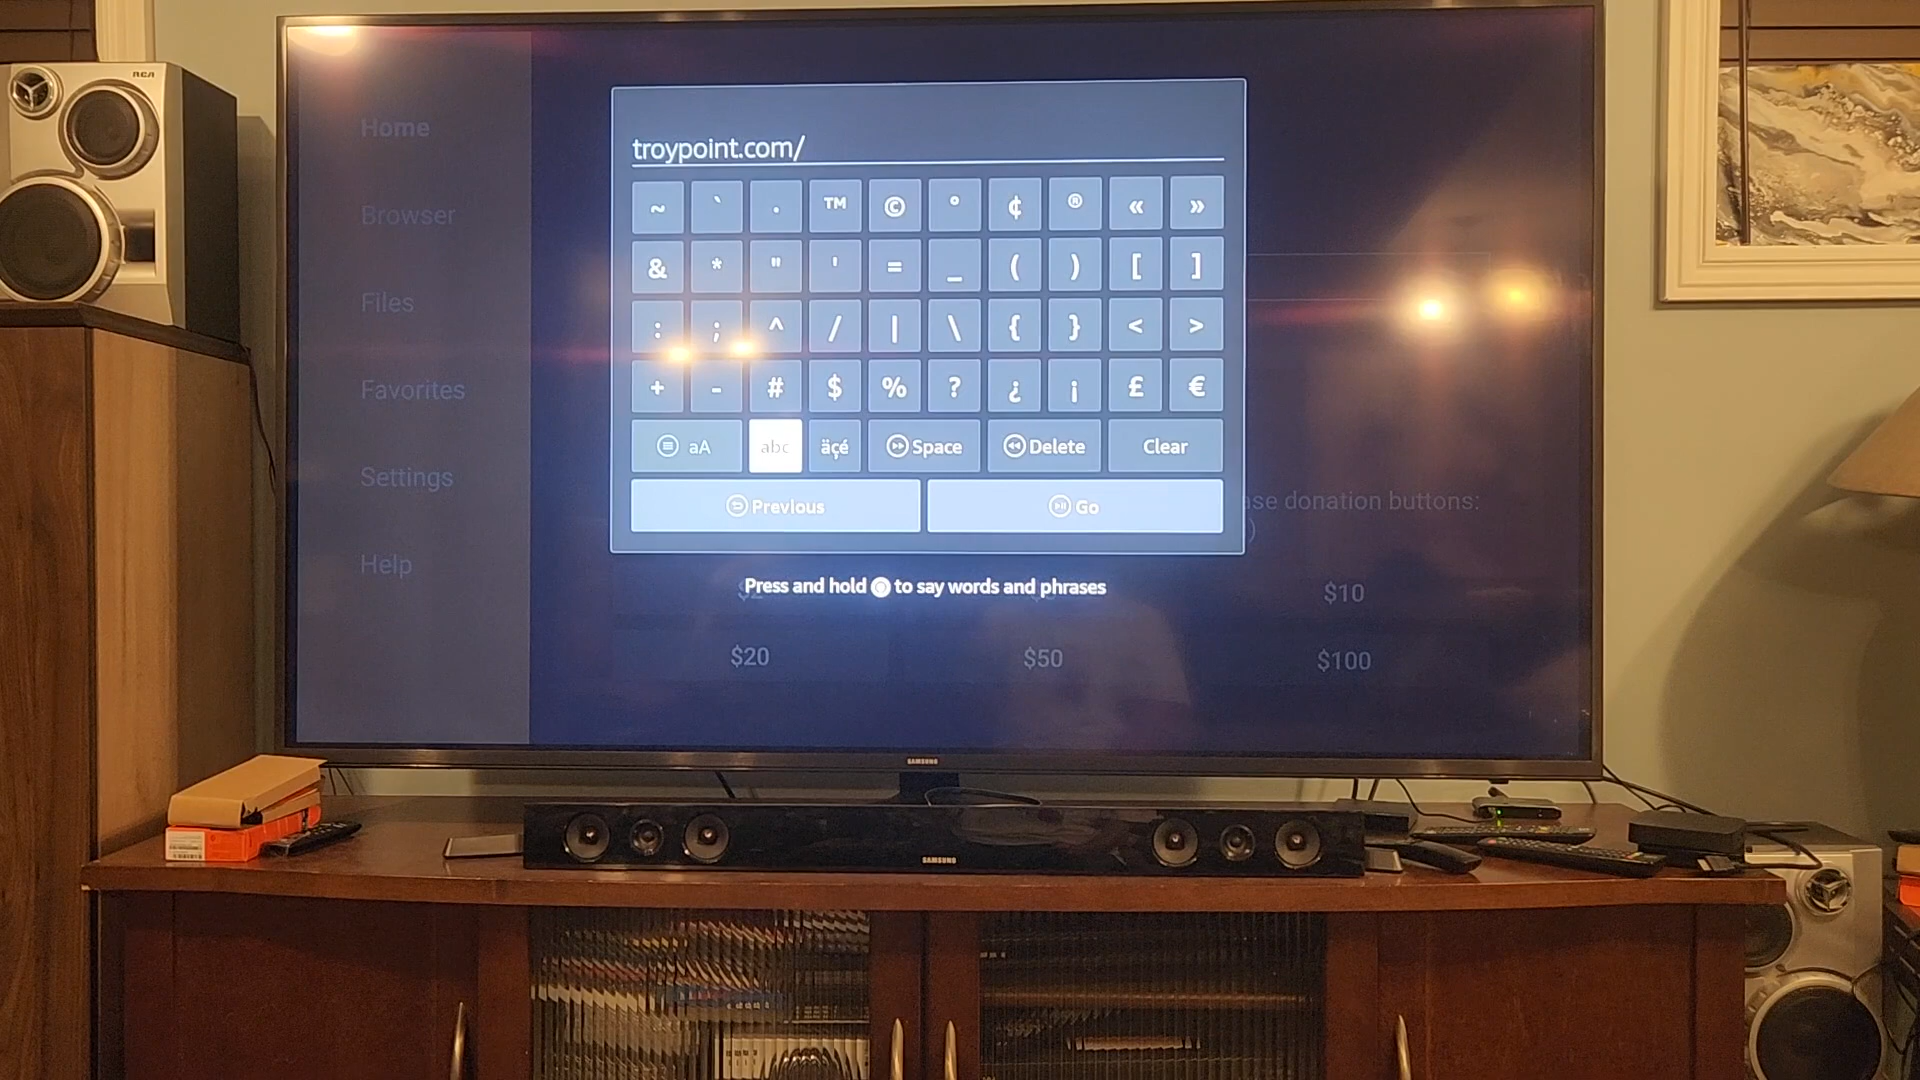 RCA
Home
Browser
Files
Favorites
Settings
Help
troypoint.com/
~ ` · ™ © ° ¢ ® « »
& * " ' = _ ( ) [ ]
: ; ^ / | \ { } < >
+ - # $ % ? ¿ ¡ £ €
aA abc äçé Space Delete Clear
Previous Go
ase donation buttons:
)
Press and hold to say words and phrases
$10
$20 $50 $100
SAMSUNG
SAMSUNG